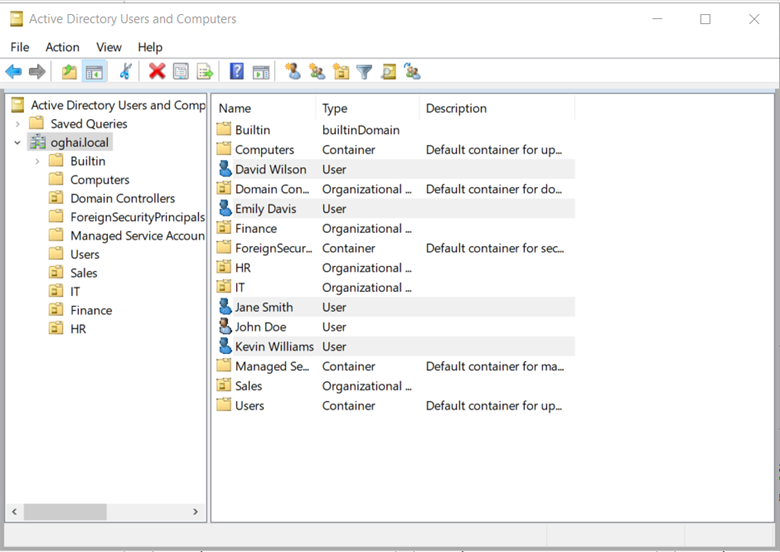 Active Directory Users and Computers
File Action View Help
Active Directory Users and Comp
Saved Queries
oghai.local
Builtin
Computers
Domain Controllers
ForeignSecurityPrincipals
Managed Service Accoun
Users
Sales
IT
Finance
HR
Name Type Description
Builtin builtinDomain
Computers Container Default container for up...
David Wilson User
Domain Con... Organizational ... Default container for do...
Emily Davis User
Finance Organizational ...
ForeignSecur... Container Default container for sec...
HR Organizational ...
IT Organizational ...
Jane Smith User
John Doe User
Kevin Williams User
Managed Se... Container Default container for ma...
Sales Organizational ...
Users Container Default container for up...